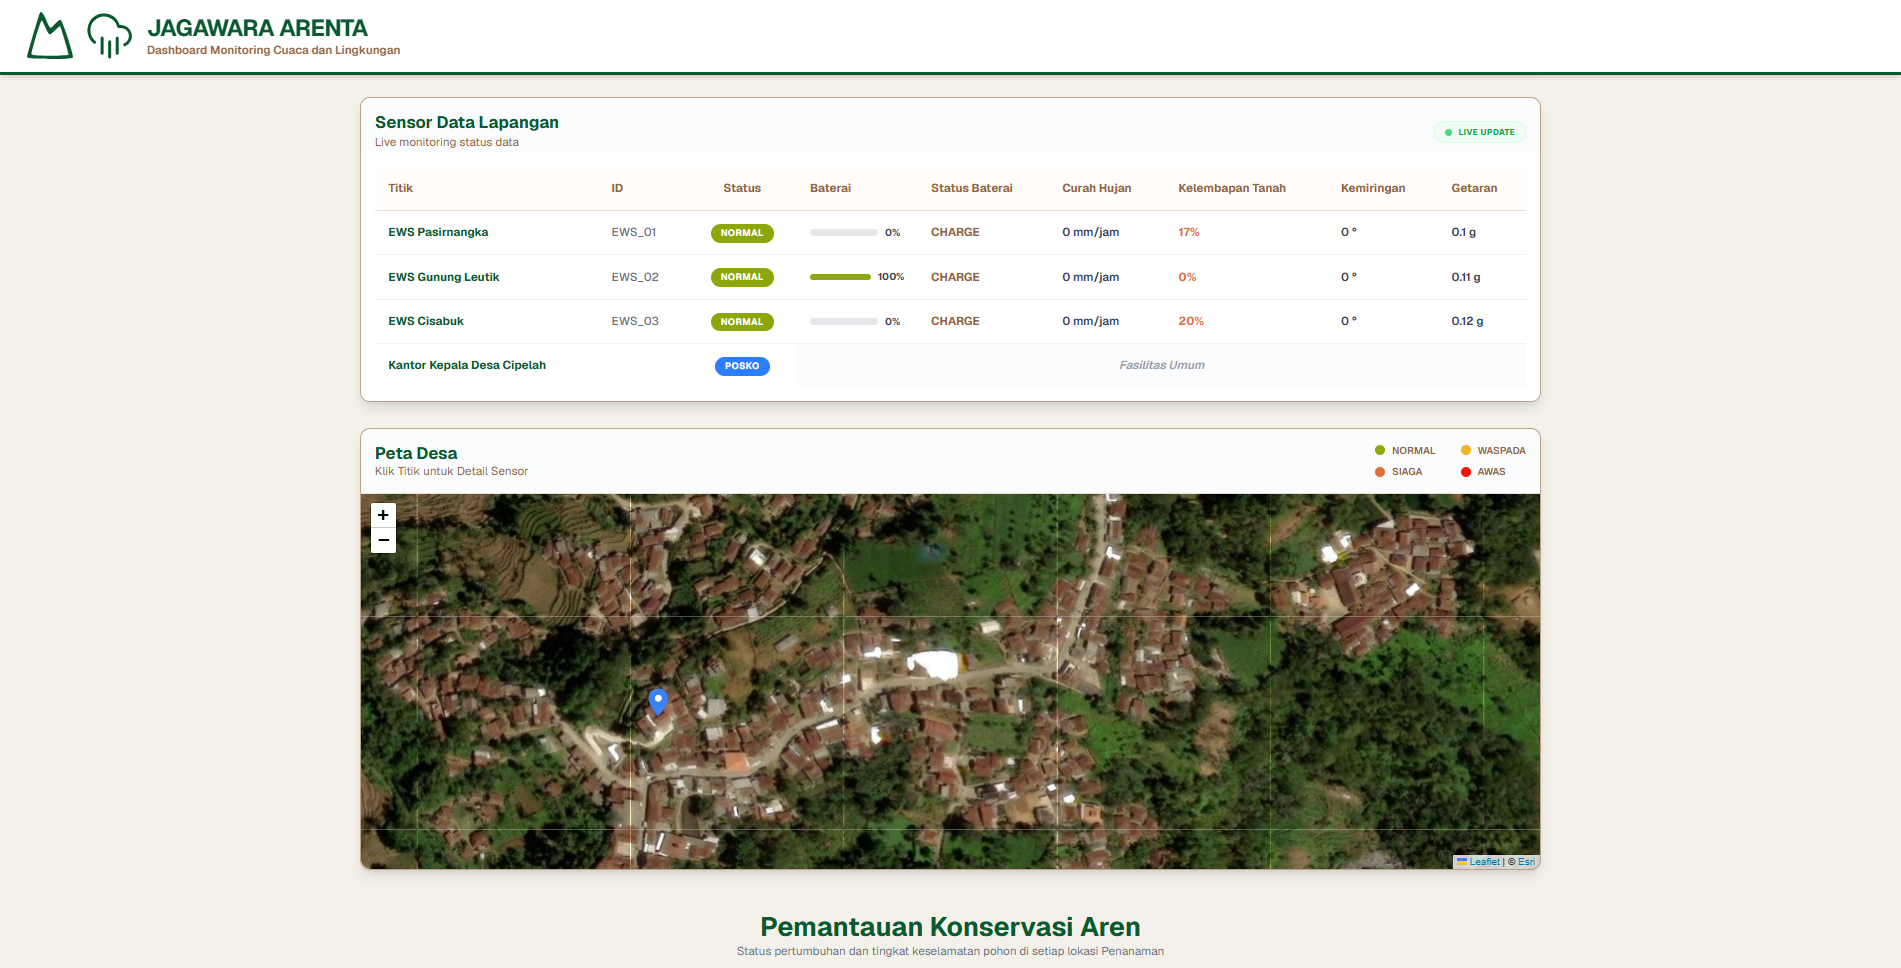 JAGAWARA ARENTA
Dashboard Monitoring Cuaca dan Lingkungan
Sensor Data Lapangan
Live monitoring status data
LIVE UPDATE
Titik ID Status Baterai Status Baterai Curah Hujan Kelembapan Tanah Kemiringan Getaran
EWS Pasirnangka EWS_01 NORMAL 0% CHARGE 0 mm/jam 17% 0 ° 0.1 g
EWS Gunung Leutik EWS_02 NORMAL 100% CHARGE 0 mm/jam 0% 0 ° 0.11 g
EWS Cisabuk EWS_03 NORMAL 0% CHARGE 0 mm/jam 20% 0 ° 0.12 g
Kantor Kepala Desa Cipelah POSKO Fasilitas Umum
Peta Desa
Klik Titik untuk Detail Sensor
NORMAL WASPADA
SIAGA AWAS
+
−
Leaflet | © Esri
Pemantauan Konservasi Aren
Status pertumbuhan dan tingkat keselamatan pohon di setiap lokasi Penanaman